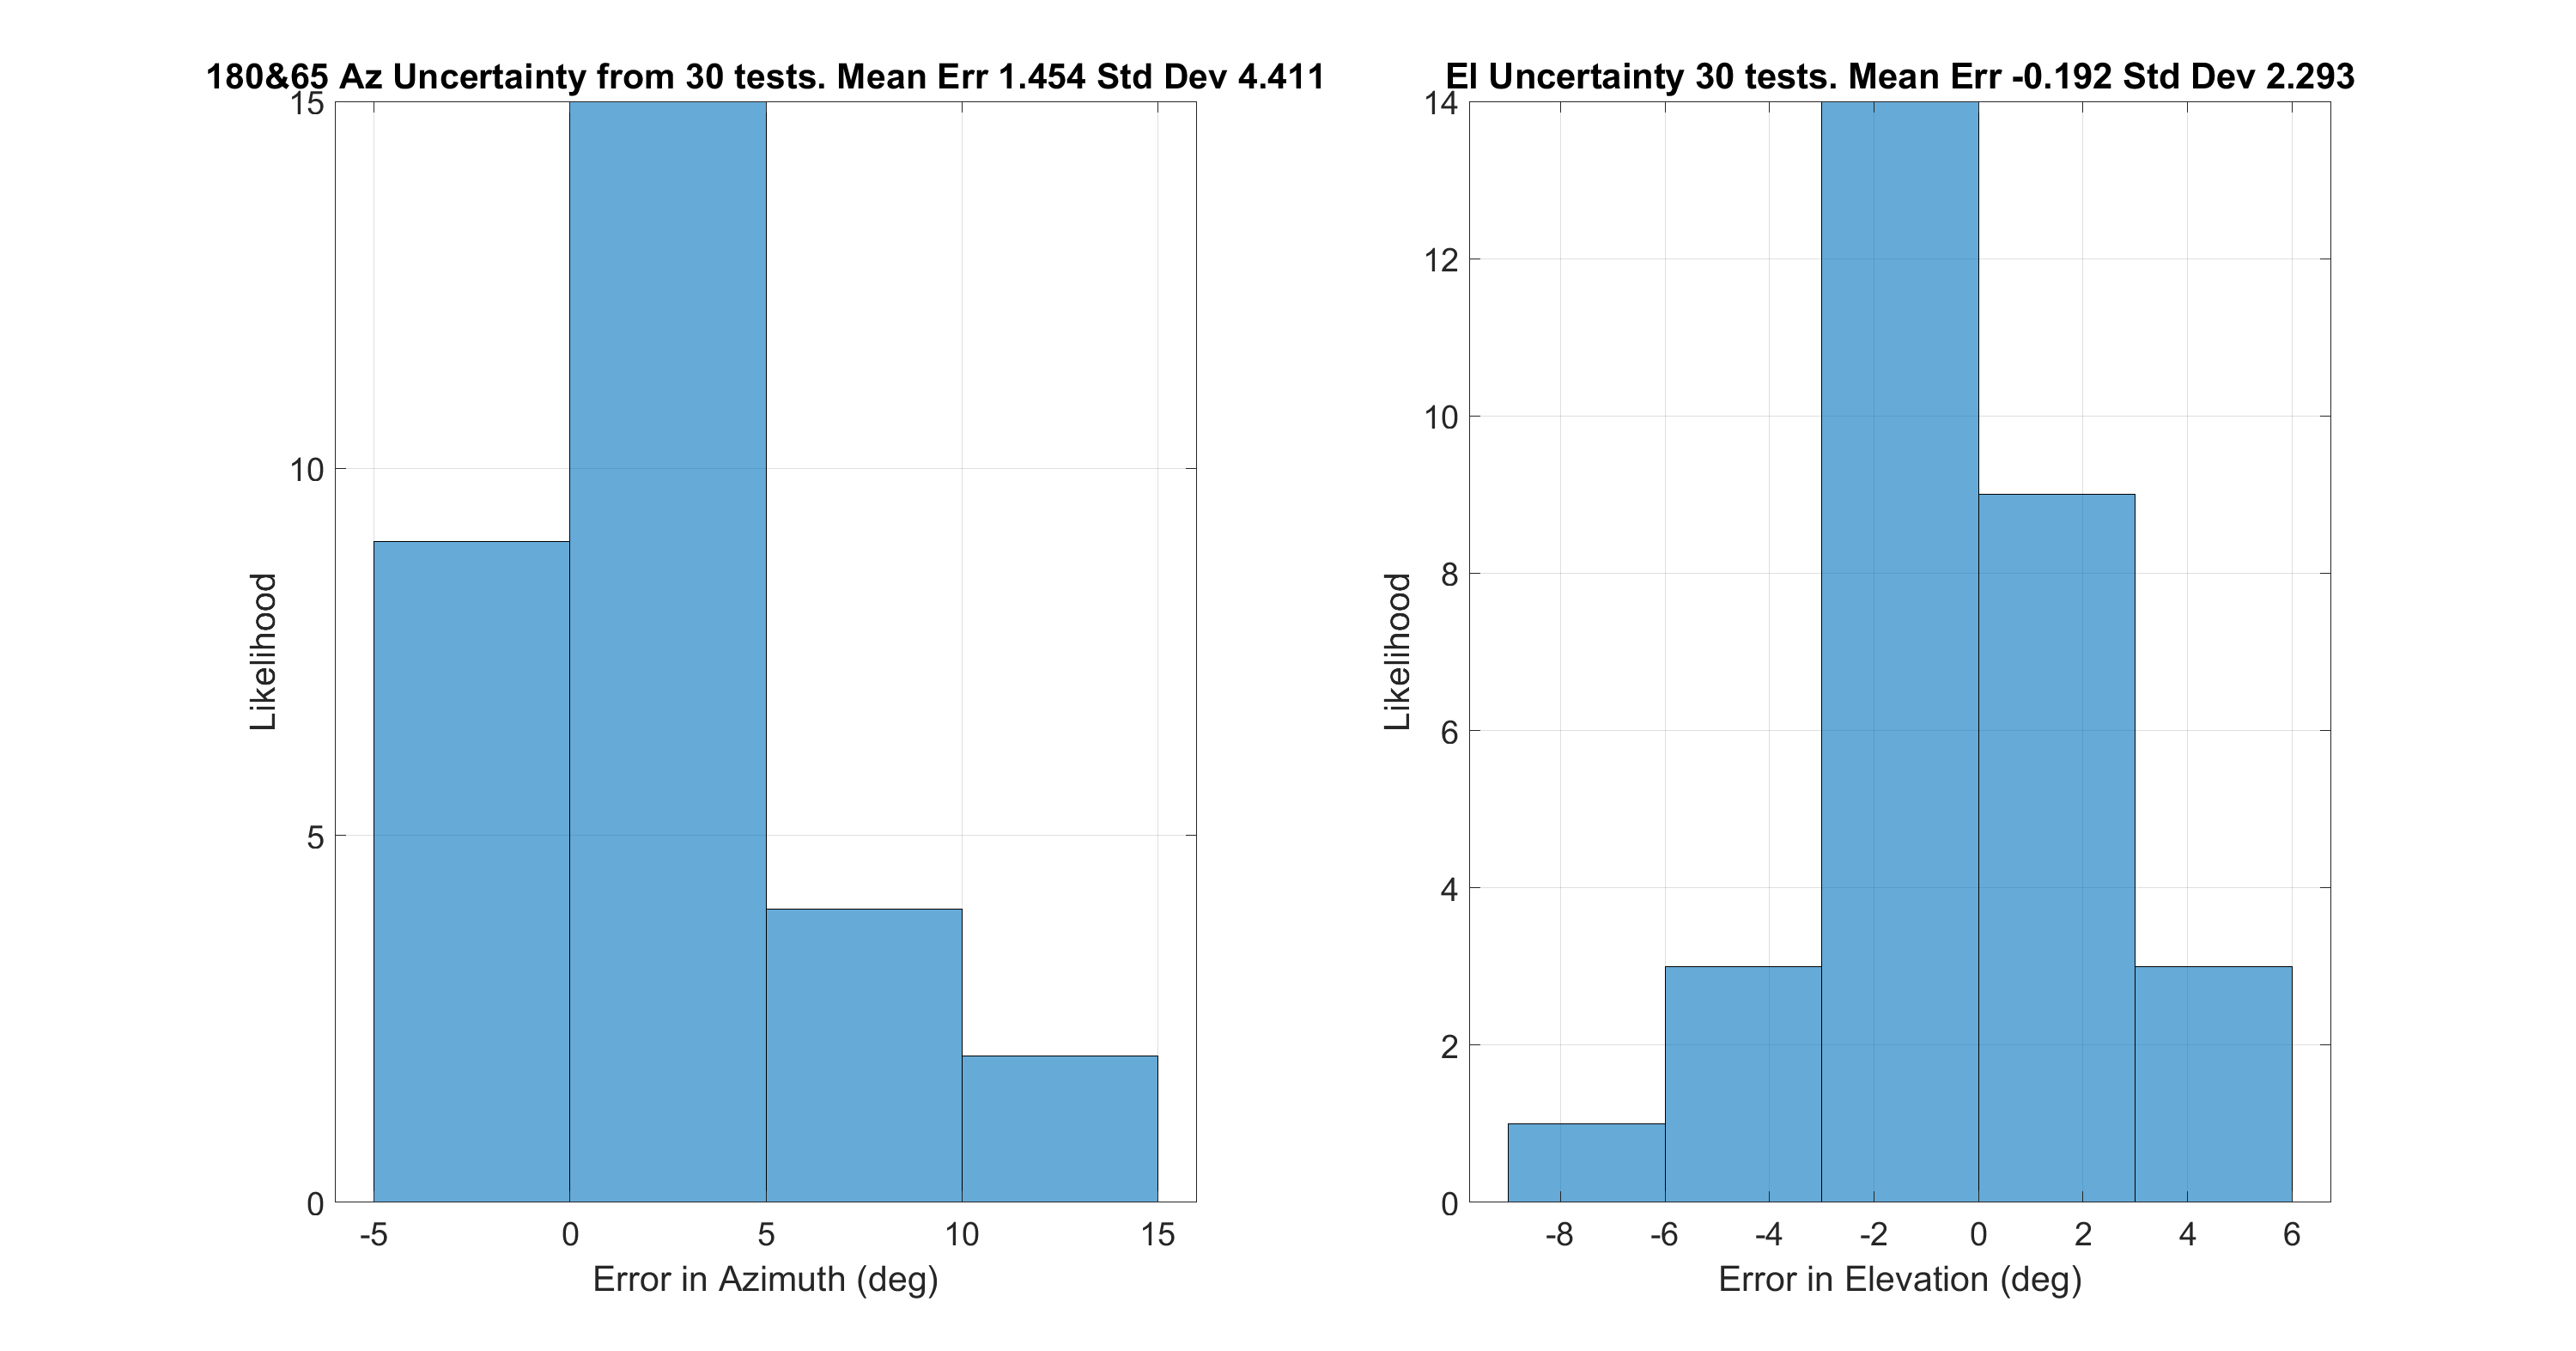 180&65 Az Uncertainty from 30 tests. Mean Err 1.454 Std Dev 4.411
15
10
5
0
Likelihood
-5 0 5 10 15
Error in Azimuth (deg)
El Uncertainty 30 tests. Mean Err -0.192 Std Dev 2.293
14
12
10
8
6
4
2
0
Likelihood
-8 -6 -4 -2 0 2 4 6
Error in Elevation (deg)